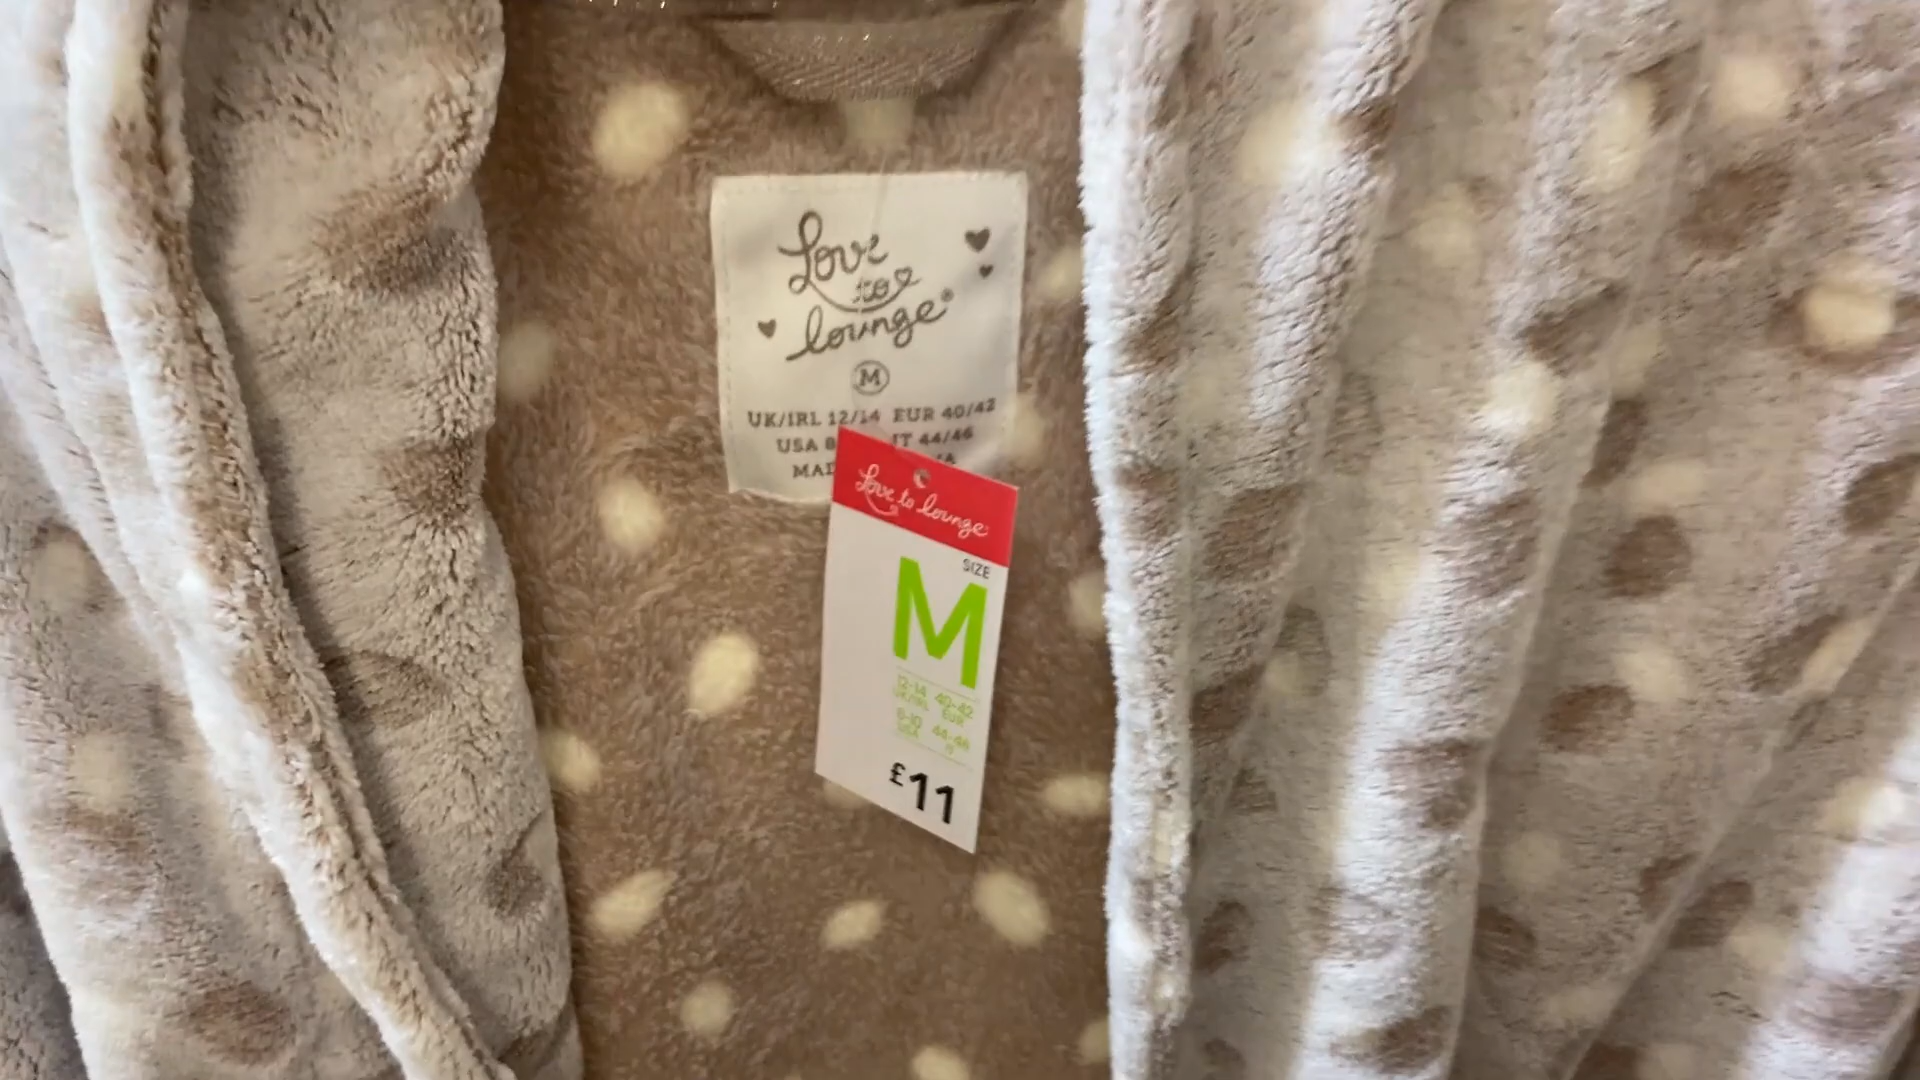 Love
to
lounge®
M
UK/IRL 12/14 EUR 40/42
USA 8 IT 44/46
Love to lounge®
SIZE
M
12-14 40-42
UK/IRL EUR
8-10 44-46
USA IT
£11